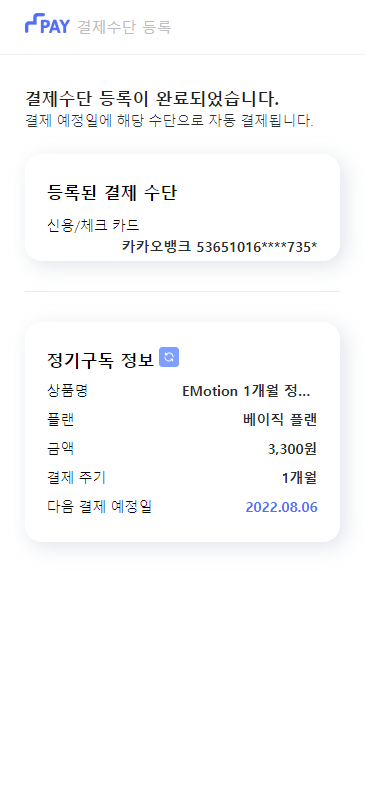 PAY 결제수단 등록
결제수단 등록이 완료되었습니다.
결제 예정일에 해당 수단으로 자동 결제됩니다.
등록된 결제 수단
신용/체크 카드
카카오뱅크 53651016****735*
정기구독 정보
상품명 EMotion 1개월 정...
플랜 베이직 플랜
금액 3,300원
결제 주기 1개월
다음 결제 예정일 2022.08.06